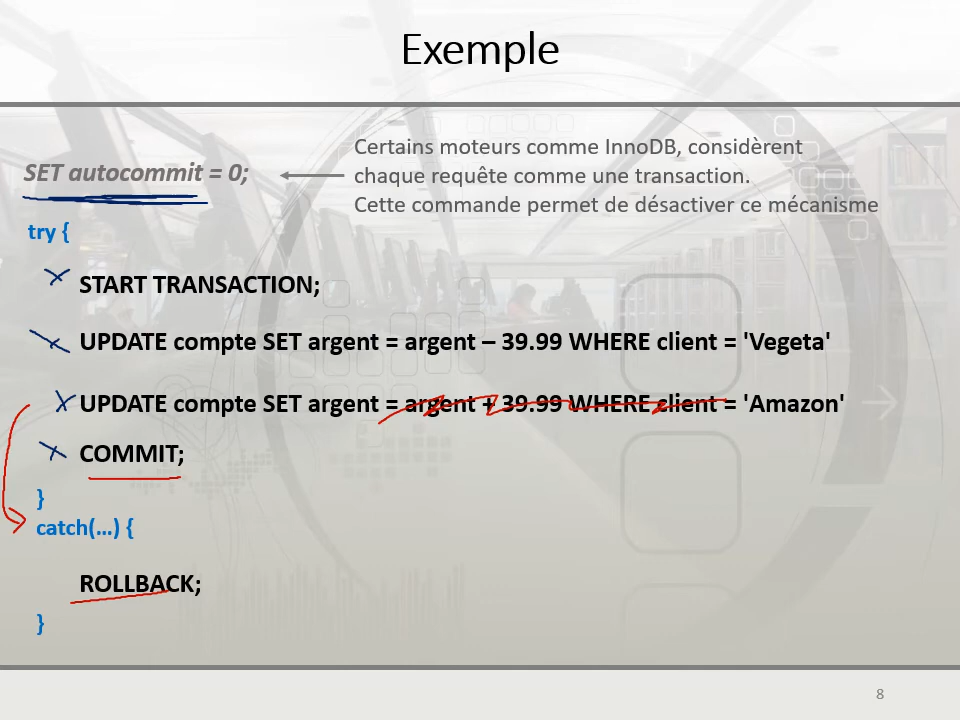 Exemple
SET autocommit = 0;
Certains moteurs comme InnoDB, considèrent
chaque requête comme une transaction.
Cette commande permet de désactiver ce mécanisme
try {
START TRANSACTION;
UPDATE compte SET argent = argent – 39.99 WHERE client = 'Vegeta'
UPDATE compte SET argent = argent + 39.99 WHERE client = 'Amazon'
COMMIT;
}
catch(...) {
ROLLBACK;
}
8